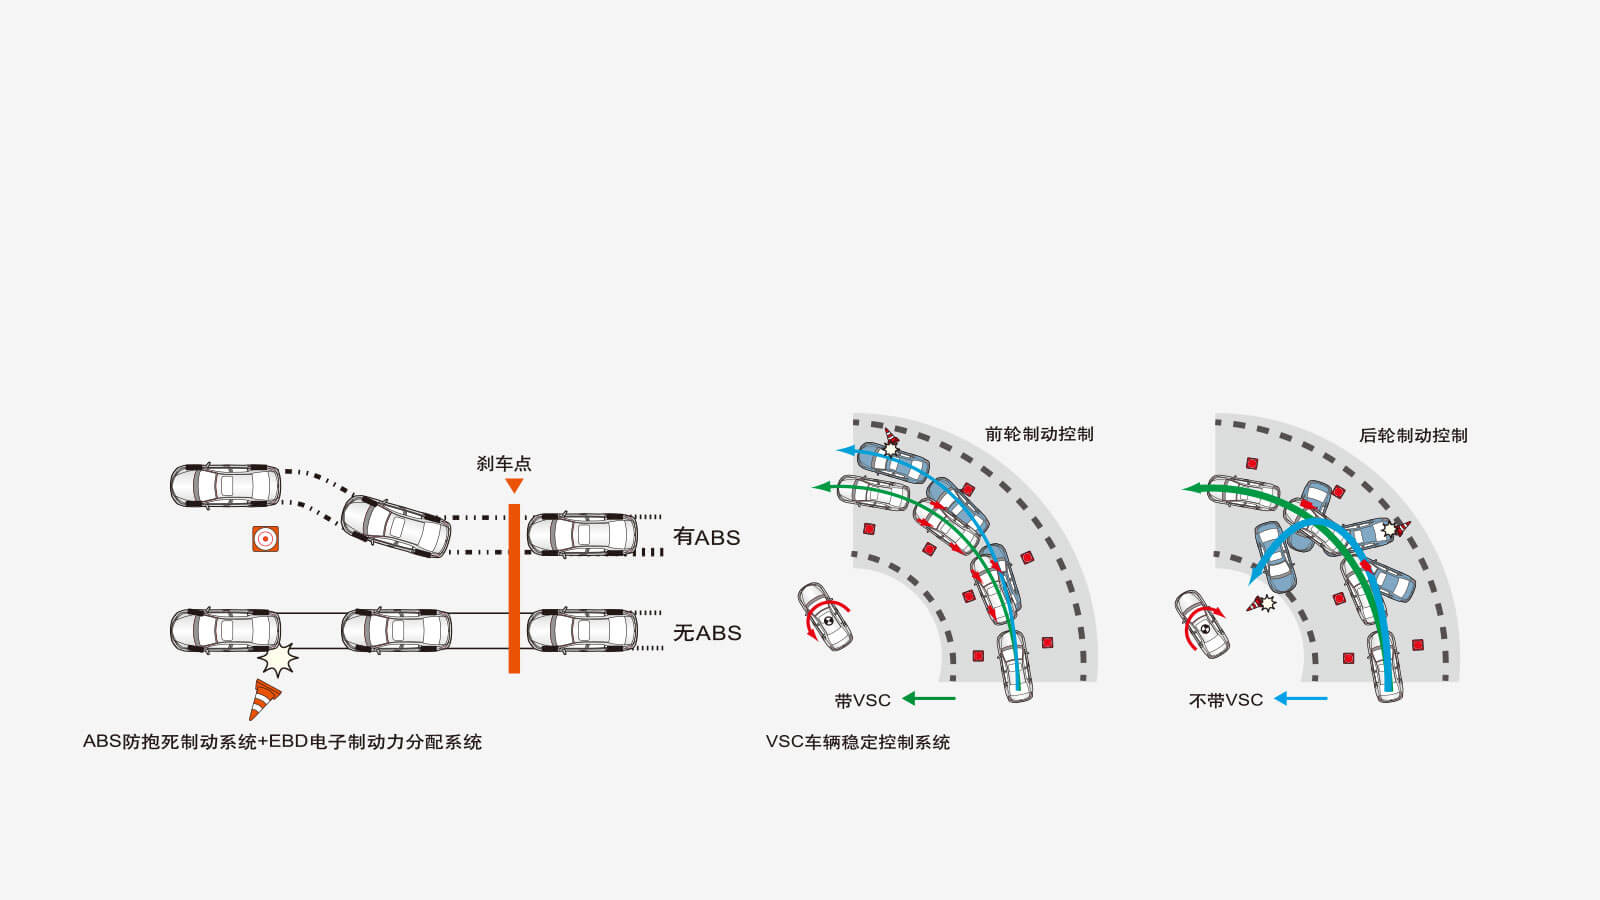 刹车点
有ABS
无ABS
ABS防抱死制动系统+EBD电子制动力分配系统
前轮制动控制
带VSC
后轮制动控制
不带VSC
VSC车辆稳定控制系统